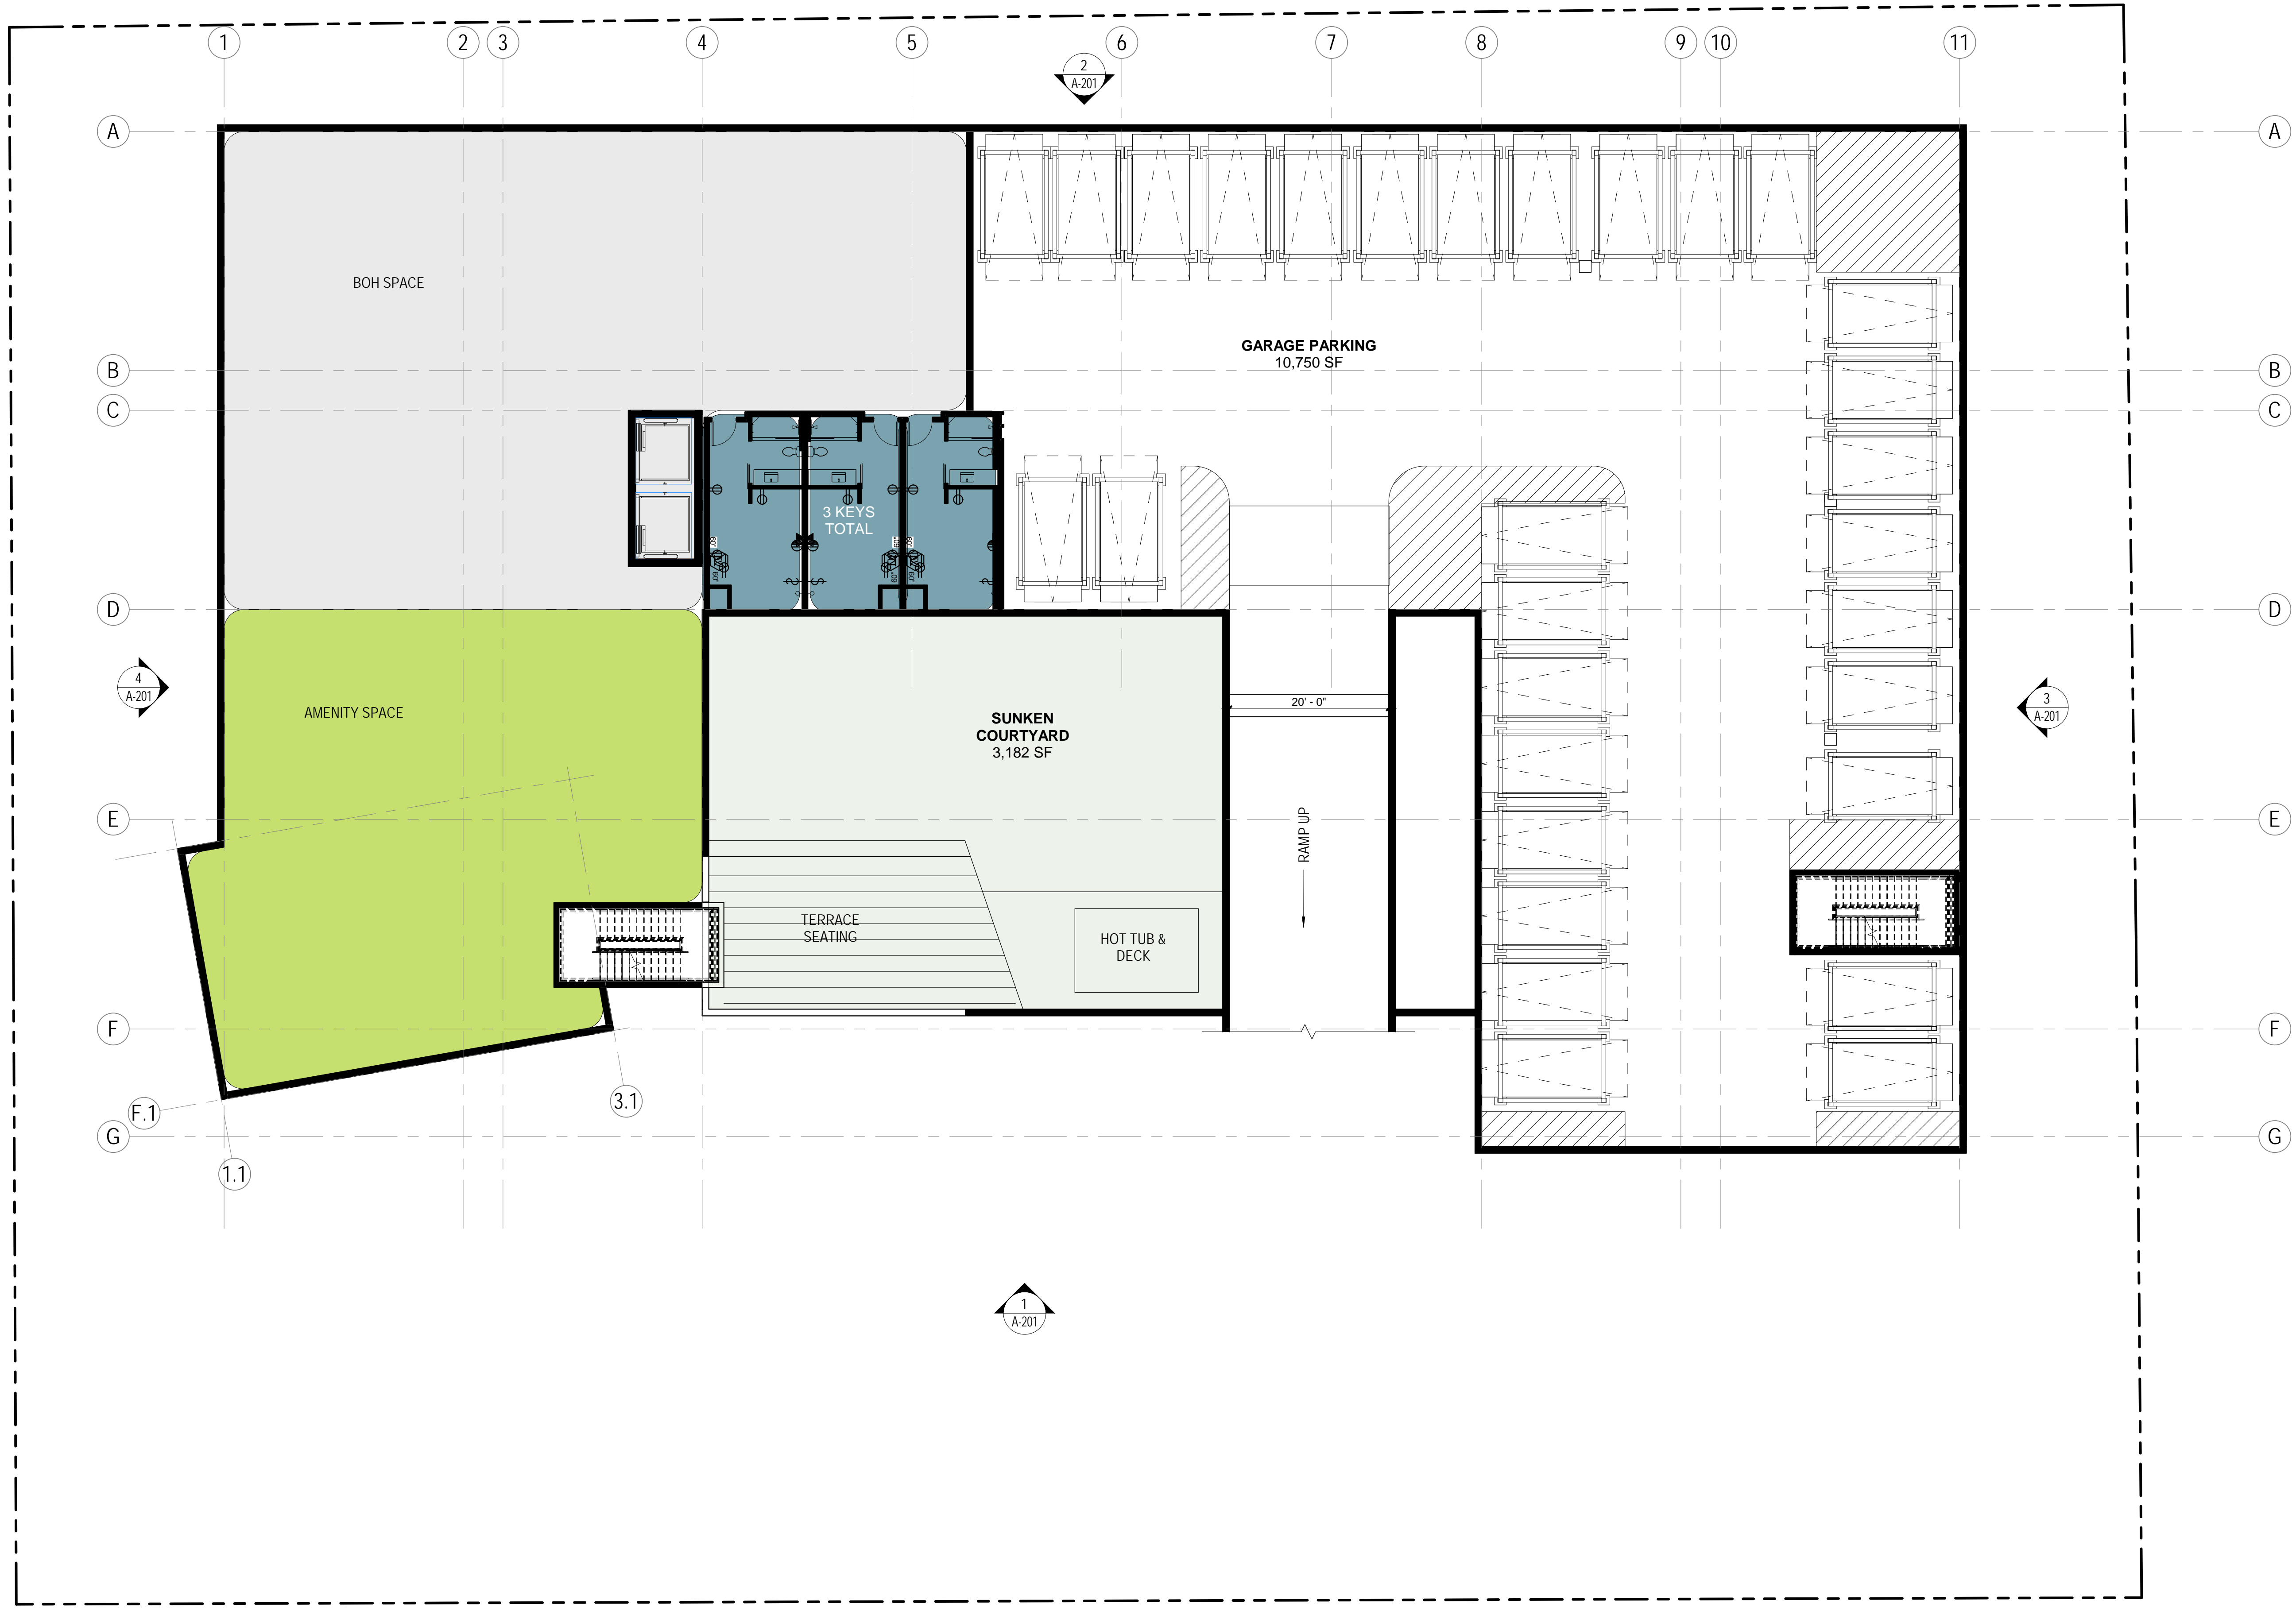 1 2 3 4 5 6 7 8 9 10 11
2
A-201
A A
BOH SPACE
GARAGE PARKING
10,750 SF
B B
C C
3 KEYS
TOTAL
D D
4
A-201
3
A-201
AMENITY SPACE
20' - 0"
SUNKEN
COURTYARD
3,182 SF
RAMP UP
E E
TERRACE
SEATING
HOT TUB &
DECK
F F
F.1
3.1
G G
1.1
1
A-201